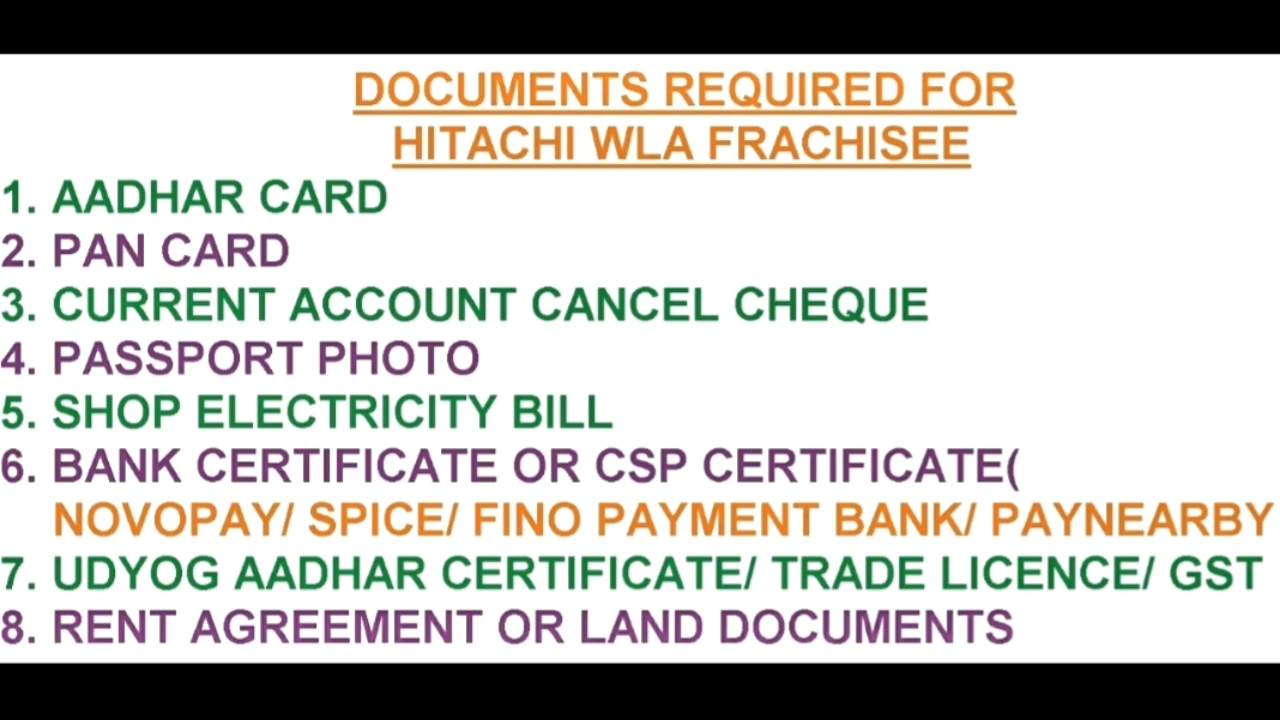 DOCUMENTS REQUIRED FOR
HITACHI WLA FRACHISEE
1. AADHAR CARD
2. PAN CARD
3. CURRENT ACCOUNT CANCEL CHEQUE
4. PASSPORT PHOTO
5. SHOP ELECTRICITY BILL
6. BANK CERTIFICATE OR CSP CERTIFICATE(
NOVOPAY/ SPICE/ FINO PAYMENT BANK/ PAYNEARBY
7. UDYOG AADHAR CERTIFICATE/ TRADE LICENCE/ GST
8. RENT AGREEMENT OR LAND DOCUMENTS